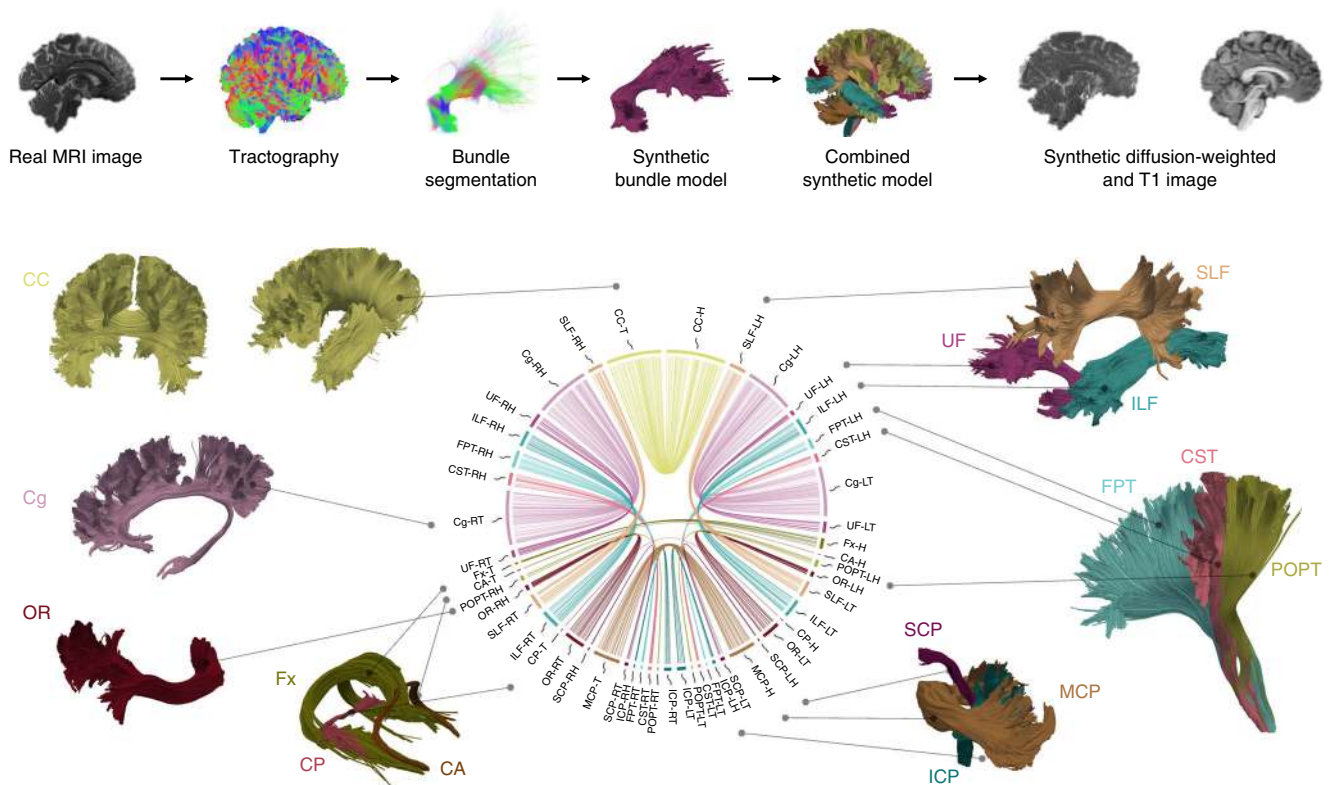 Real MRI image
Tractography
Bundle
segmentation
Synthetic
bundle model
Combined
synthetic model
Synthetic diffusion-weighted
and T1 image
CC
Cg
OR
Fx
CP
CA
SLF
UF
ILF
CST
FPT
POPT
SCP
MCP
ICP
CC-T
CC-H
SLF-LH
Cg-LH
UF-LH
ILF-LH
FPT-LH
CST-LH
Cg-LT
UF-LT
Fx-H
CA-H
POPT-LH
OR-LH
SLF-LT
ILF-LT
CP-H
OR-LT
SCP-LH
MCP-H
SCP-LT
ICP-LH
FPT-LT
CST-LT
POPT-LT
ICP-LT
ICP-RT
POPT-RT
CST-RT
FPT-RT
ICP-RH
SCP-RT
MCP-T
SCP-RH
OR-RT
CP-T
ILF-RT
SLF-RT
OR-RH
POPT-RH
CA-T
Fx-T
UF-RT
Cg-RT
CST-RH
FPT-RH
ILF-RH
UF-RH
Cg-RH
SLF-RH